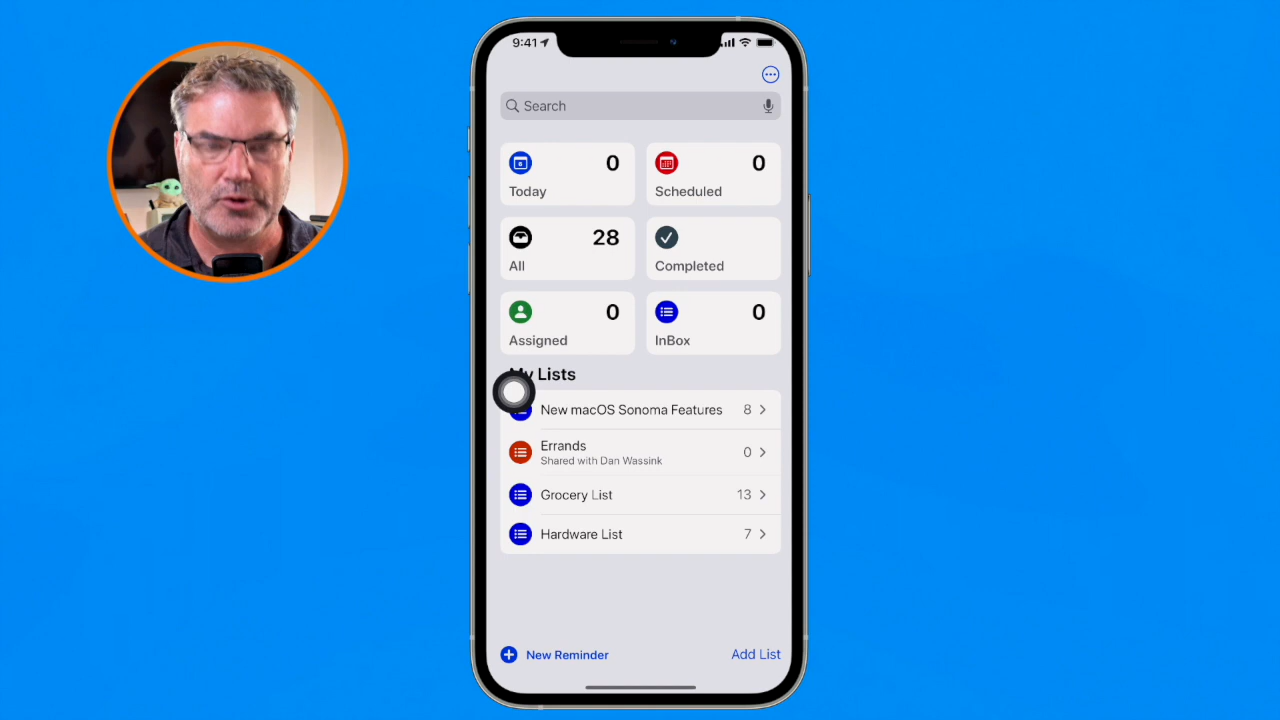 9:41
Search
0
0
Today
Scheduled
28
All
Completed
0
0
Assigned
InBox
My Lists
New macOS Sonoma Features 8
Errands
Shared with Dan Wassink
0
Grocery List 13
Hardware List 7
New Reminder
Add List